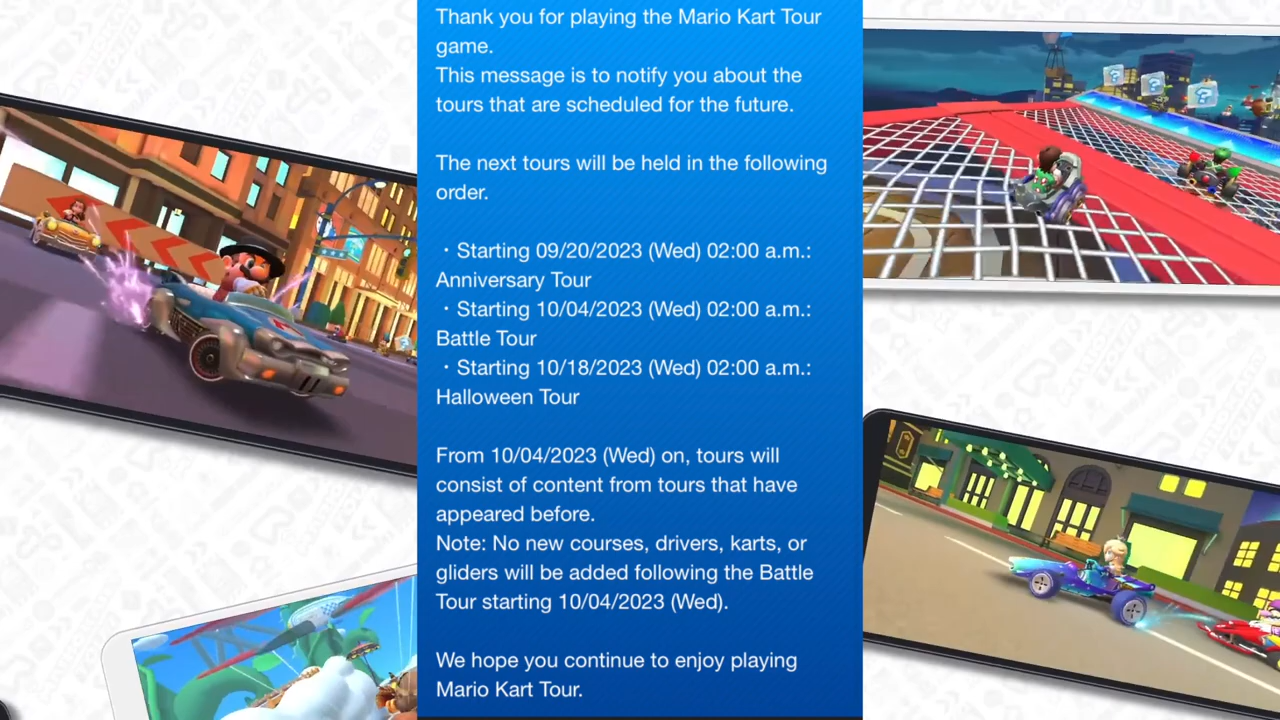 Thank you for playing the Mario Kart Tour
game.
This message is to notify you about the
tours that are scheduled for the future.
The next tours will be held in the following
order.
・Starting 09/20/2023 (Wed) 02:00 a.m.:
Anniversary Tour
・Starting 10/04/2023 (Wed) 02:00 a.m.:
Battle Tour
・Starting 10/18/2023 (Wed) 02:00 a.m.:
Halloween Tour
From 10/04/2023 (Wed) on, tours will
consist of content from tours that have
appeared before.
Note: No new courses, drivers, karts, or
gliders will be added following the Battle
Tour starting 10/04/2023 (Wed).
We hope you continue to enjoy playing
Mario Kart Tour.